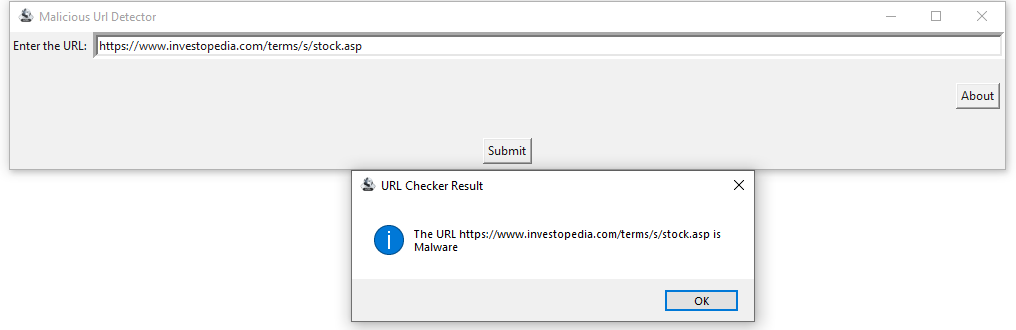 Malicious Url Detector
Enter the URL: https://www.investopedia.com/terms/s/stock.asp
About
Submit
URL Checker Result
The URL https://www.investopedia.com/terms/s/stock.asp is
Malware
OK